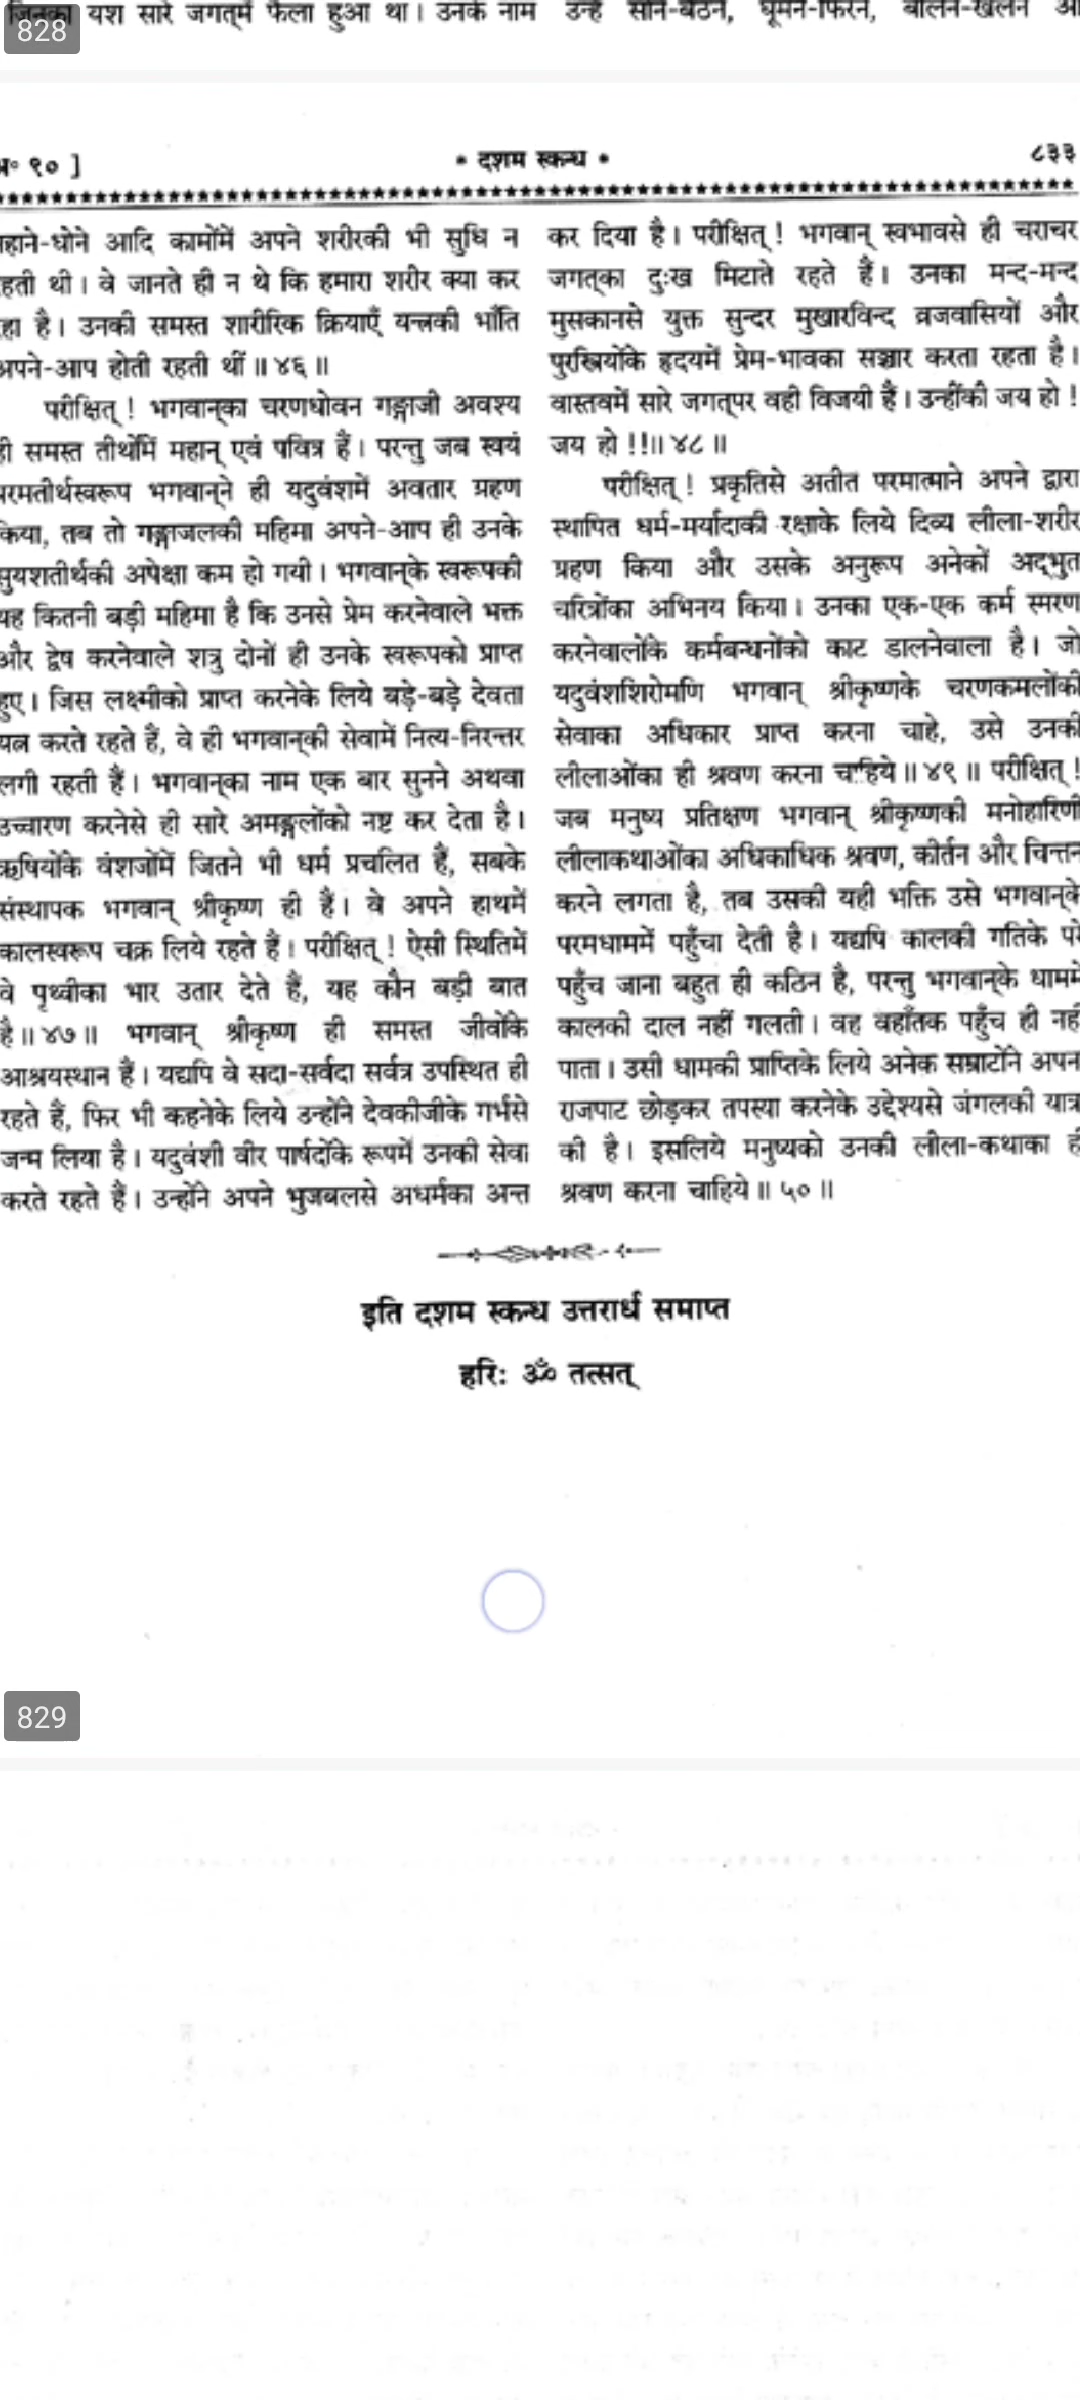 यश सारे जगत्‌में फैला हुआ था। उनके नाम
828
१० ]
• दशम स्कन्ध •
८३३
नहाने-धोने आदि कामोंमें अपने शरीरकी भी सुधि न
रहती थी। वे जानते ही न थे कि हमारा शरीर क्या कर
रहा है। उनकी समस्त शारीरिक क्रियाएँ यन्त्रकी भाँति
अपने-आप होती रहती थीं॥ ४६॥
परीक्षित्! भगवान्‌का चरणधोवन गङ्गाजी अवश्य
ही समस्त तीर्थोंमें महान् एवं पवित्र हैं। परन्तु जब स्वयं
परमतीर्थस्वरूप भगवान्‌ने ही यदुवंशमें अवतार ग्रहण
किया, तब तो गङ्गाजलकी महिमा अपने-आप ही उनके
सुयशतीर्थकी अपेक्षा कम हो गयी। भगवान्‌के स्वरूपकी
यह कितनी बड़ी महिमा है कि उनसे प्रेम करनेवाले भक्त
और द्वेष करनेवाले शत्रु दोनों ही उनके स्वरूपको प्राप्त
हुए। जिस लक्ष्मीको प्राप्त करनेके लिये बड़े-बड़े देवता
यत्न करते रहते हैं, वे ही भगवान्‌की सेवामें नित्य-निरन्तर
लगी रहती हैं। भगवान्‌का नाम एक बार सुनने अथवा
उच्चारण करनेसे ही सारे अमङ्गलोंको नष्ट कर देता है।
ऋषियोंके वंशजोंमें जितने भी धर्म प्रचलित हैं, सबके
संस्थापक भगवान् श्रीकृष्ण ही हैं। वे अपने हाथमें
कालस्वरूप चक्र लिये रहते हैं। परीक्षित्! ऐसी स्थितिमें
वे पृथ्वीका भार उतार देते हैं, यह कौन बड़ी बात
है॥ ४७॥ भगवान् श्रीकृष्ण ही समस्त जीवोंके
आश्रयस्थान हैं। यद्यपि वे सदा-सर्वदा सर्वत्र उपस्थित ही
रहते हैं, फिर भी कहनेके लिये उन्होंने देवकीजीके गर्भसे
जन्म लिया है। यदुवंशी वीर पार्षदोंके रूपमें उनकी सेवा
करते रहते हैं। उन्होंने अपने भुजबलसे अधर्मका अन्त
कर दिया है। परीक्षित्! भगवान् स्वभावसे ही चराचर
जगत्‌का दुःख मिटाते रहते हैं। उनका मन्द-मन्द
मुसकानसे युक्त सुन्दर मुखारविन्द व्रजवासियों और
पुरस्त्रियोंके हृदयमें प्रेम-भावका सञ्चार करता रहता है।
वास्तवमें सारे जगत्‌पर वही विजयी हैं। उन्हींकी जय हो!
जय हो!!॥ ४८॥
परीक्षित्! प्रकृतिसे अतीत परमात्माने अपने द्वारा
स्थापित धर्म-मर्यादाकी रक्षाके लिये दिव्य लीला-शरीर
ग्रहण किया और उसके अनुरूप अनेकों अद्‌भुत
चरित्रोंका अभिनय किया। उनका एक-एक कर्म स्मरण
करनेवालोंके कर्मबन्धनोंको काट डालनेवाला है। जो
यदुवंशशिरोमणि भगवान् श्रीकृष्णके चरणकमलोंकी
सेवाका अधिकार प्राप्त करना चाहे, उसे उनकी
लीलाओंका ही श्रवण करना चाहिये॥ ४९॥ परीक्षित्!
जब मनुष्य प्रतिक्षण भगवान् श्रीकृष्णकी मनोहारिणी
लीलाकथाओंका अधिकाधिक श्रवण, कीर्तन और चिन्तन
करने लगता है, तब उसकी यही भक्ति उसे भगवान्‌के
परमधाममें पहुँचा देती है। यद्यपि कालकी गतिके परे
पहुँच जाना बहुत ही कठिन है, परन्तु भगवान्‌के धाममें
कालकी दाल नहीं गलती। वह वहाँतक पहुँच ही नहीं
पाता। उसी धामकी प्राप्तिके लिये अनेक सम्राटोंने अपना
राजपाट छोड़कर तपस्या करनेके उद्देश्यसे जंगलकी यात्रा
की है। इसलिये मनुष्यको उनकी लीला-कथाका ही
श्रवण करना चाहिये॥ ५०॥
इति दशम स्कन्ध उत्तरार्ध समाप्त
हरिः ॐ तत्सत्
829